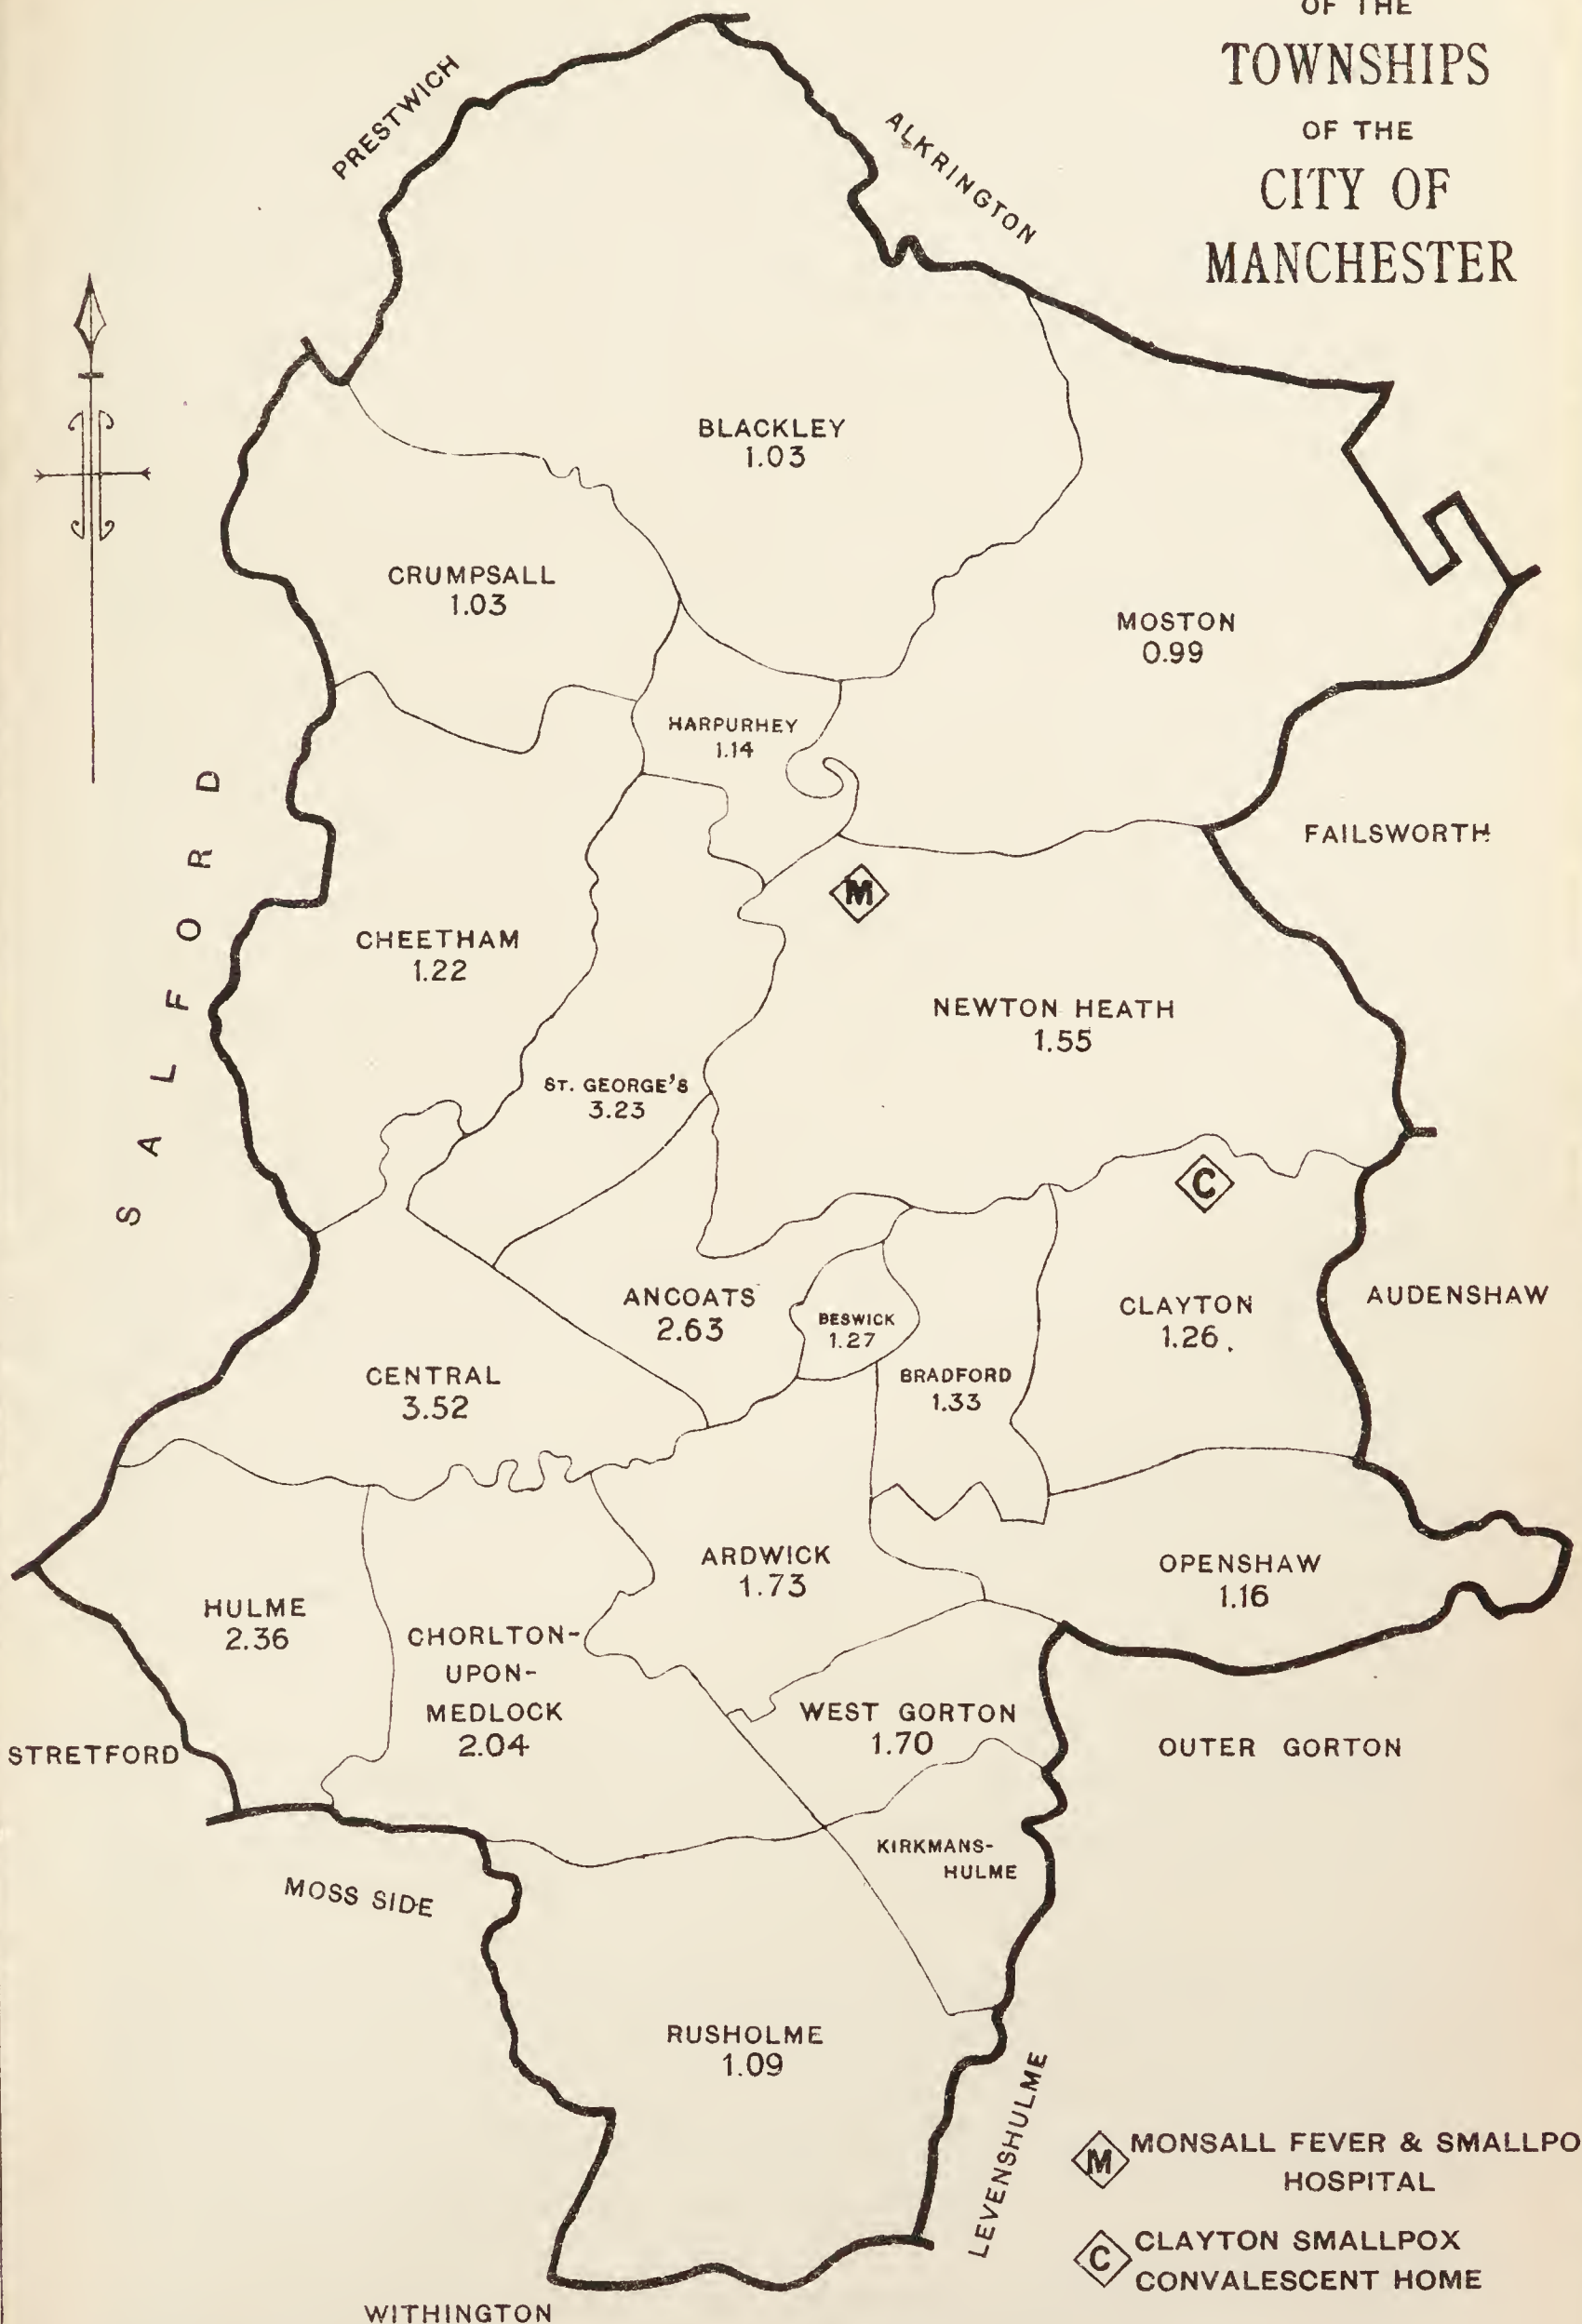 OF THE
TOWNSHIPS
OF THE
CITY OF
MANCHESTER
PRESTWICH
ALKRINGTON
BLACKLEY
1.03
CRUMPSALL
1.03
MOSTON
0.99
HARPURHEY
1.14
SALFORD
FAILSWORTH
M
CHEETHAM
1.22
NEWTON HEATH
1.55
ST. GEORGE'S
3.23
C
ANCOATS
2.63
BESWICK
1.27
CLAYTON
1.26
AUDENSHAW
CENTRAL
3.52
BRADFORD
1.33
ARDWICK
1.73
OPENSHAW
1.16
HULME
2.36
CHORLTON-
UPON-
MEDLOCK
2.04
WEST GORTON
1.70
STRETFORD
OUTER GORTON
KIRKMANS-
HULME
MOSS SIDE
RUSHOLME
1.09
LEVENSHULME
M MONSALL FEVER & SMALLPO
HOSPITAL
C CLAYTON SMALLPOX
CONVALESCENT HOME
WITHINGTON